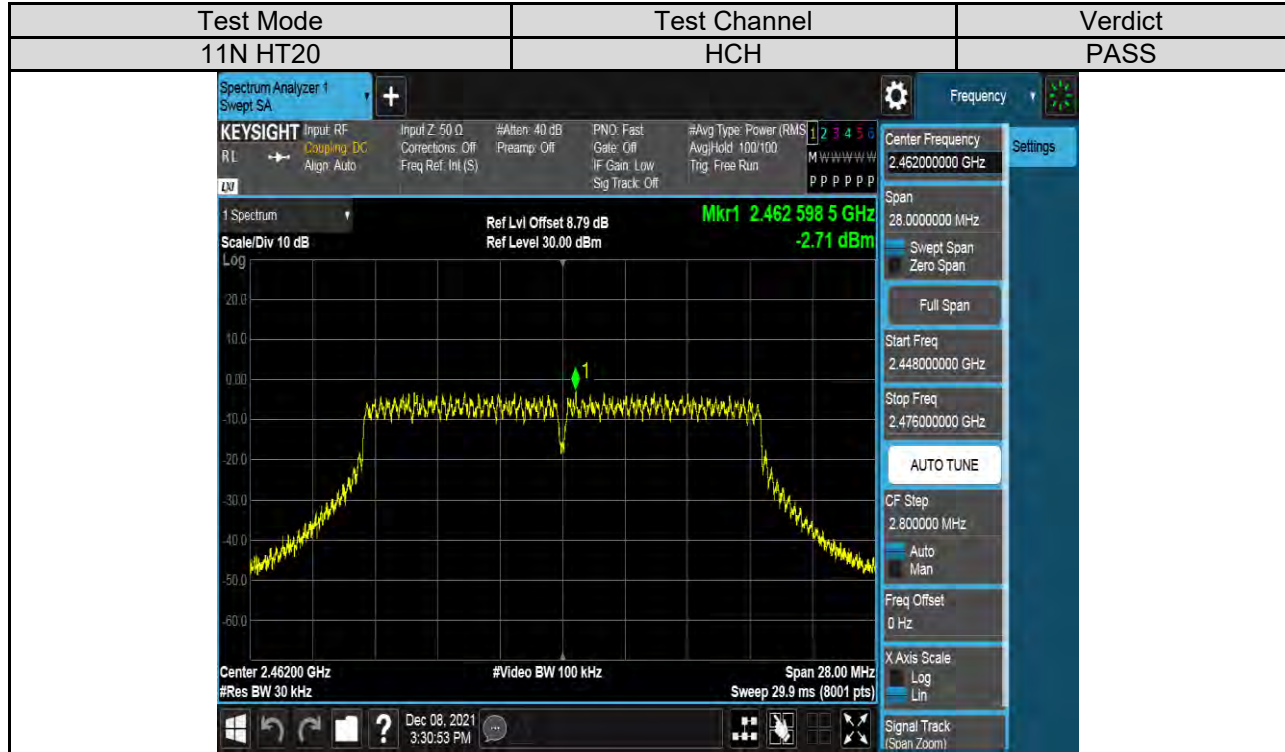 Test Mode Test Channel Verdict
11N HT20 HCH PASS
Spectrum Analyzer 1
Swept SA
+
Frequency
KEYSIGHT
RL
LXI
Input: RF
Coupling: DC
Align: Auto
Input Z: 50 Ω
Corrections: Off
Freq Ref: Int (S)
#Atten: 40 dB
Preamp: Off
PNO: Fast
Gate: Off
IF Gain: Low
Sig Track: Off
#Avg Type: Power (RMS
Avg|Hold: 100/100
Trig: Free Run
1 2 3 4 5 6
M W W W W W
P P P P P P
1 Spectrum
Scale/Div 10 dB
Log
Ref Lvl Offset 8.79 dB
Ref Level 30.00 dBm
Mkr1 2.462 598 5 GHz
-2.71 dBm
20.0
10.0
0.00
-10.0
-20.0
-30.0
-40.0
-50.0
-60.0
1
Center 2.46200 GHz
#Res BW 30 kHz
#Video BW 100 kHz
Span 28.00 MHz
Sweep 29.9 ms (8001 pts)
Center Frequency
2.462000000 GHz
Settings
Span
28.0000000 MHz
Swept Span
Zero Span
Full Span
Start Freq
2.448000000 GHz
Stop Freq
2.476000000 GHz
AUTO TUNE
CF Step
2.800000 MHz
Auto
Man
Freq Offset
0 Hz
X Axis Scale
Log
Lin
Signal Track
(Span Zoom)
?
Dec 08, 2021
3:30:53 PM